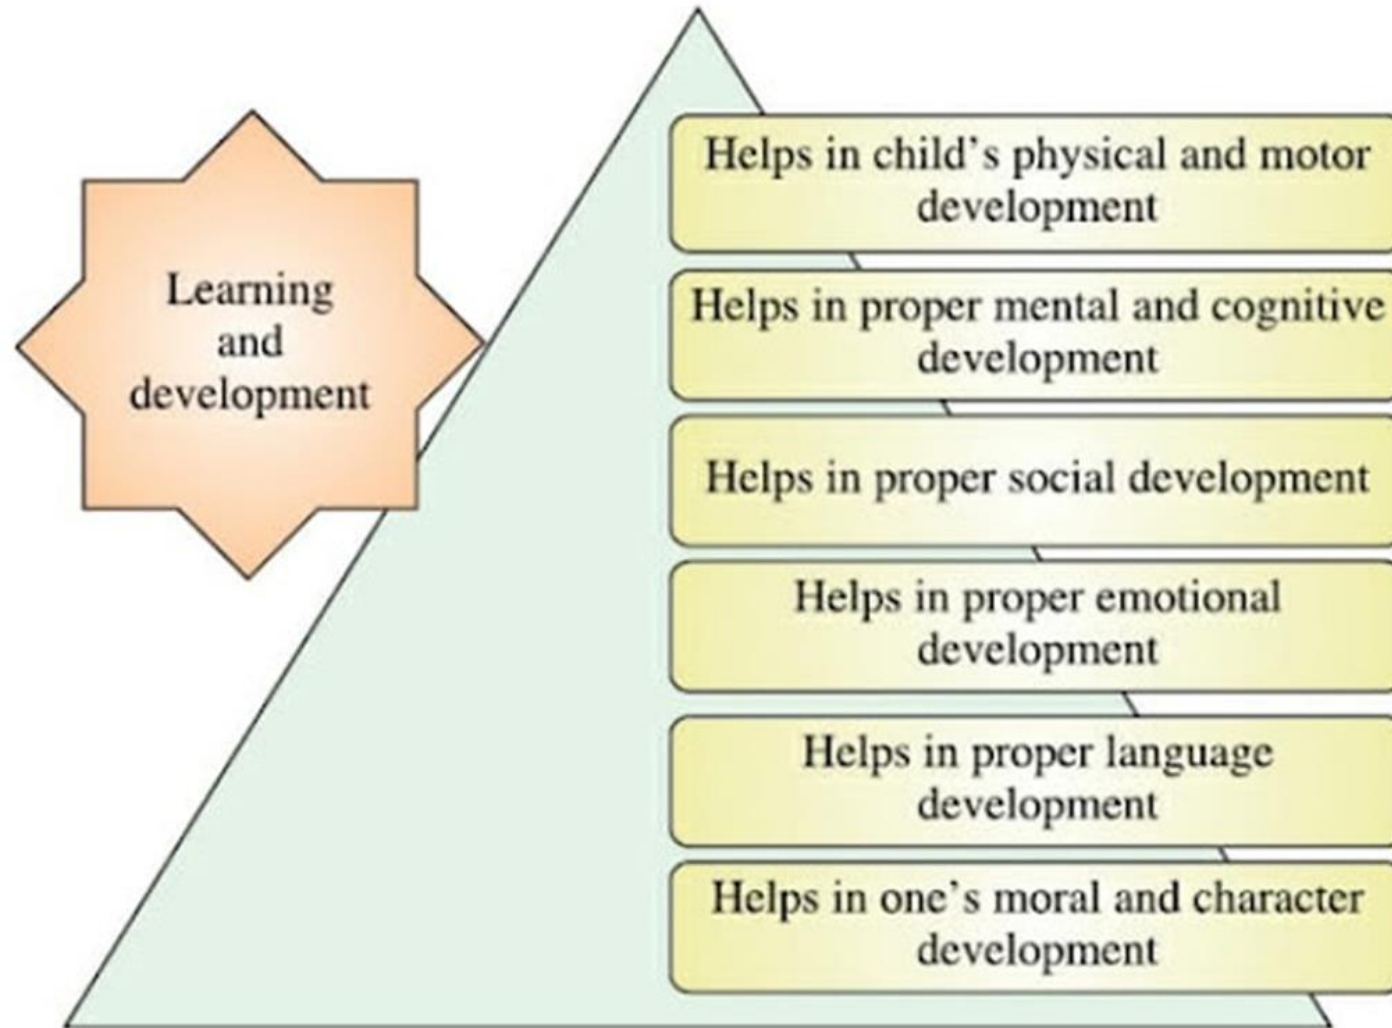 Learning
and
development
Helps in child's physical and motor
development
Helps in proper mental and cognitive
development
Helps in proper social development
Helps in proper emotional
development
Helps in proper language
development
Helps in one's moral and character
development